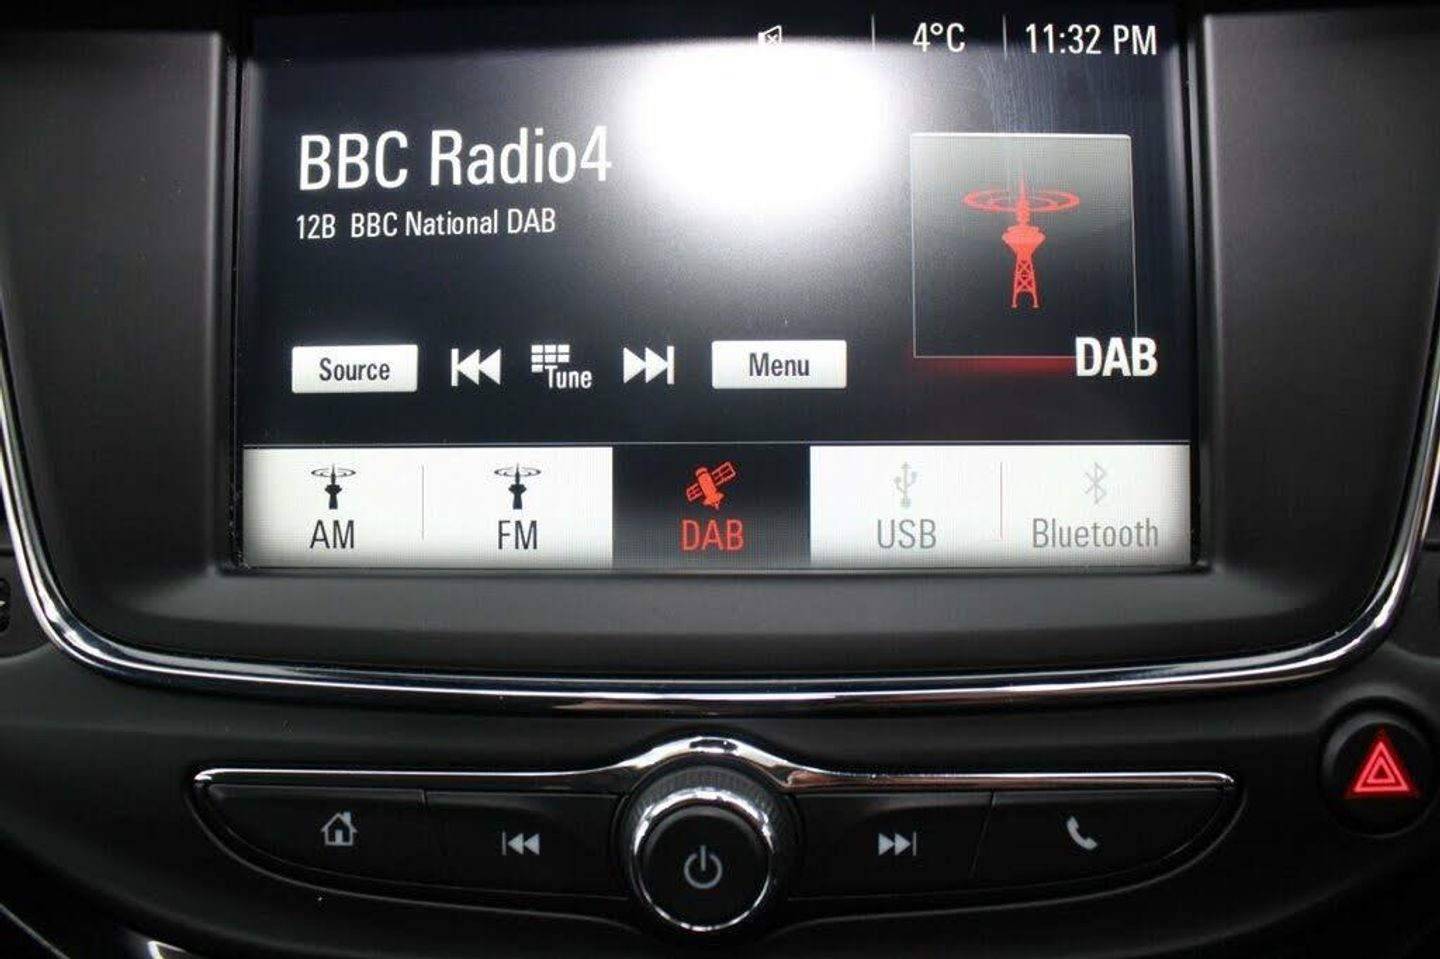 4°C 11:32 PM
BBC Radio4
12B BBC National DAB
Source Tune Menu
DAB
AM FM DAB USB Bluetooth